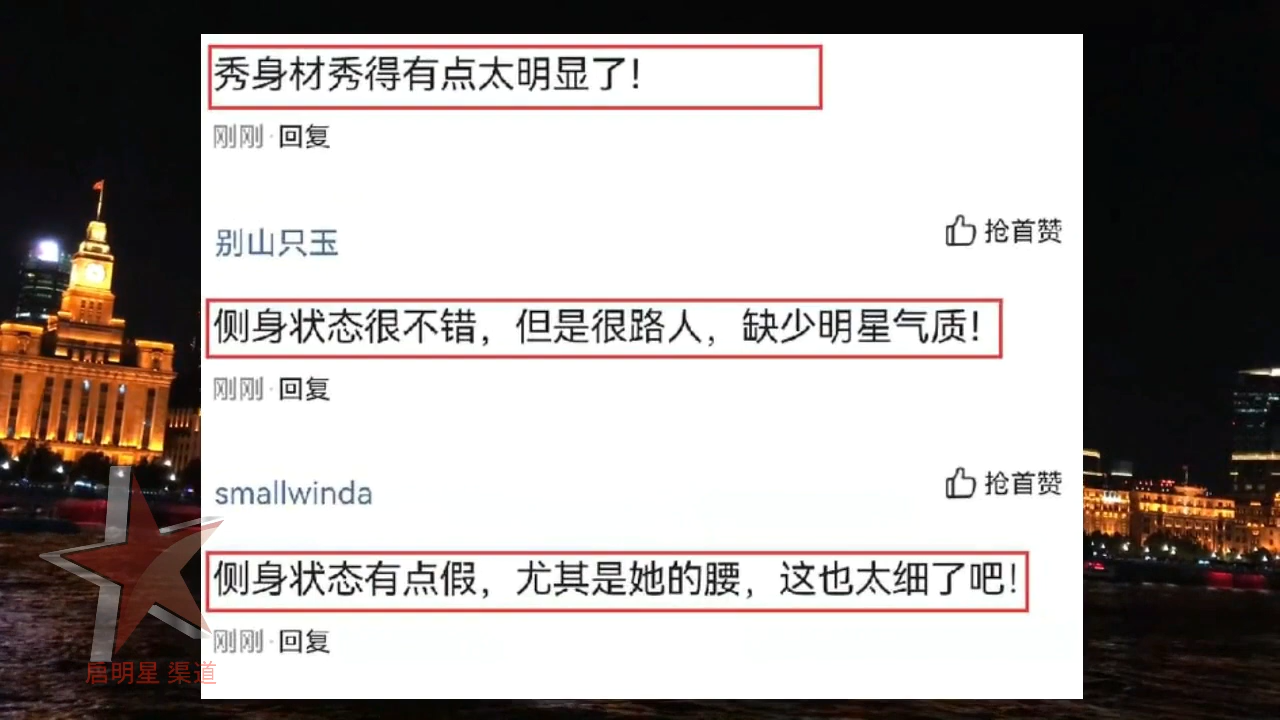 秀身材秀得有点太明显了!
刚刚·回复
别山只玉
抢首赞
侧身状态很不错，但是很路人，缺少明星气质!
刚刚·回复
smallwinda
抢首赞
侧身状态有点假，尤其是她的腰，这也太细了吧!
刚刚·回复
启明星 渠道